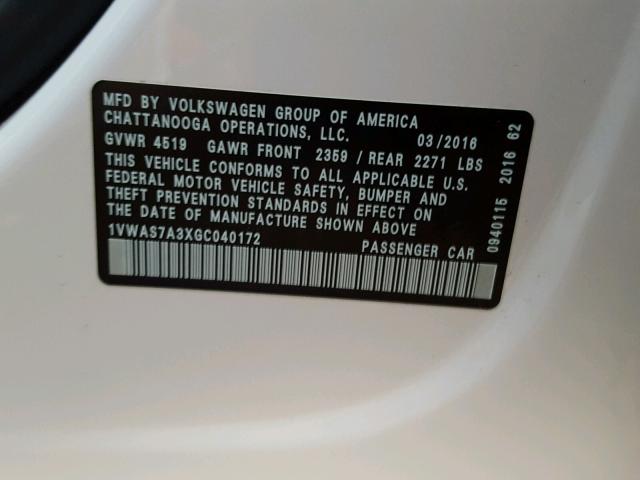 MFD BY VOLKSWAGEN GROUP OF AMERICA
CHATTANOOGA OPERATIONS, LLC. 03/2016
GVWR 4519 GAWR FRONT 2359 / REAR 2271 LBS
THIS VEHICLE CONFORMS TO ALL APPLICABLE U.S.
FEDERAL MOTOR VEHICLE SAFETY, BUMPER AND
THEFT PREVENTION STANDARDS IN EFFECT ON
THE DATE OF MANUFACTURE SHOWN ABOVE
1VWAS7A3XGC040172 PASSENGER CAR
0940115 2016 62